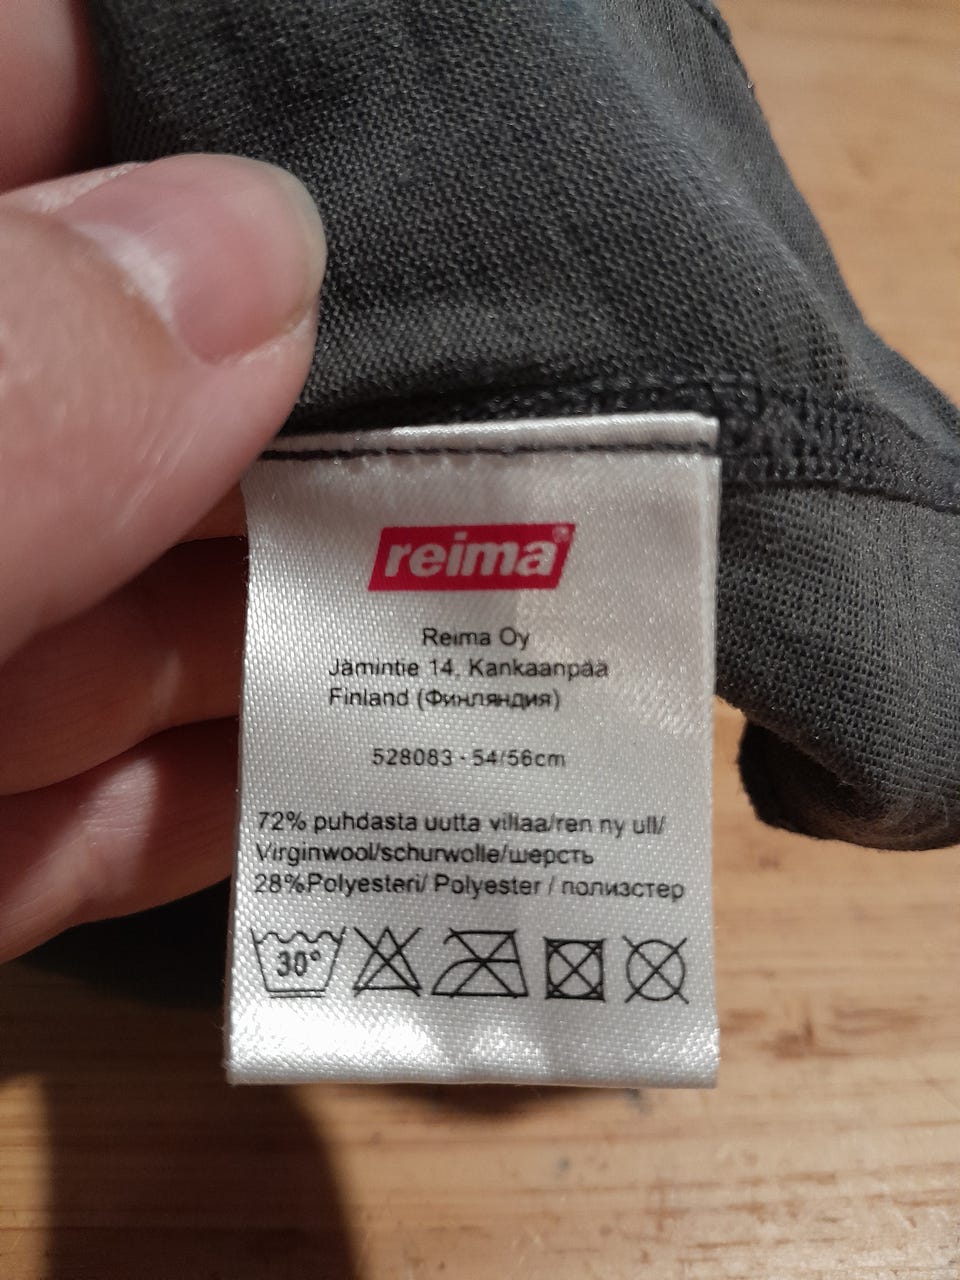 reima®
Reima Oy
Jämintie 14, Kankaanpää
Finland (Финляндия)
528083 - 54/56cm
72% puhdasta uutta villaa/ren ny ull/
Virginwool/schurwolle/шерсть
28%Polyesteri/ Polyester / полиэстер
30°